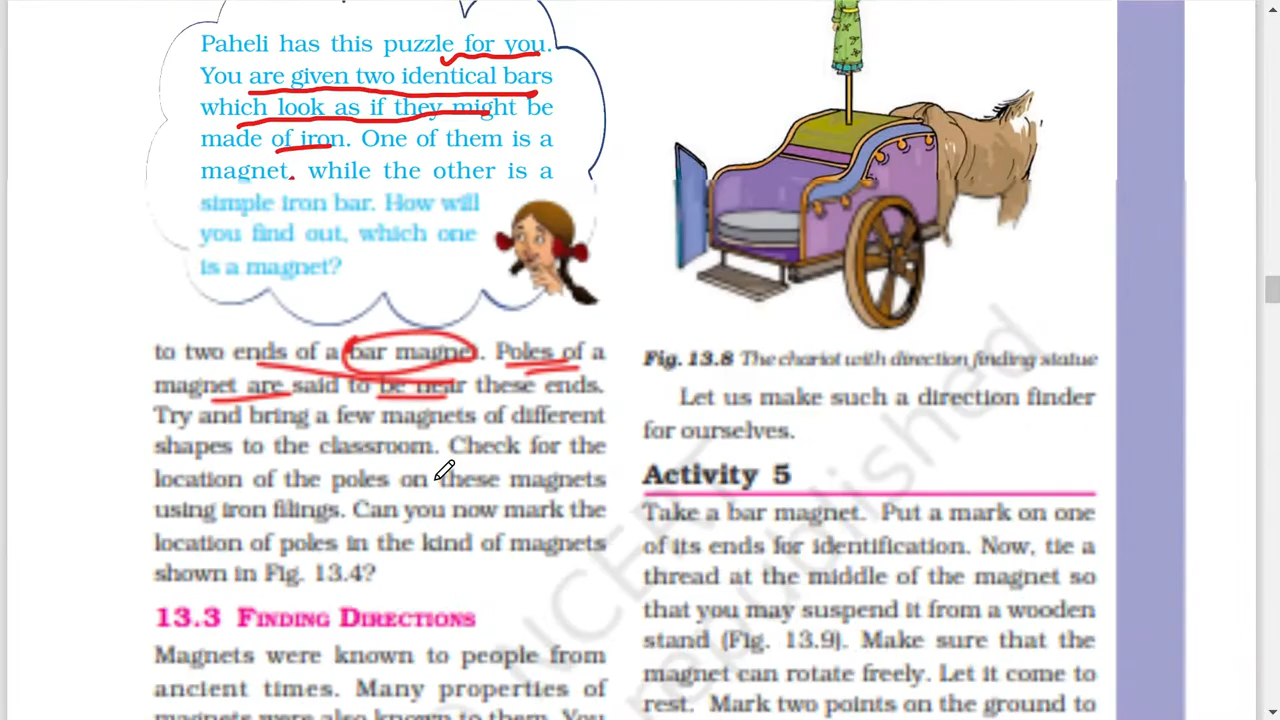 Paheli has this puzzle for you.
You are given two identical bars
which look as if they might be
made of iron. One of them is a
magnet, while the other is a
simple iron bar. How will
you find out, which one
is a magnet?
to two ends of a bar magnet. Poles of a
magnet are said to be near these ends.
Try and bring a few magnets of different
shapes to the classroom. Check for the
location of the poles on these magnets
using iron filings. Can you now mark the
location of poles in the kind of magnets
shown in Fig. 13.4?
13.3 FINDING DIRECTIONS
Magnets were known to people from
ancient times. Many properties of
magnets were also known to them. You
Fig. 13.8 The chariot with direction finding statue
Let us make such a direction finder
for ourselves.
Activity 5
Take a bar magnet. Put a mark on one
of its ends for identification. Now, tie a
thread at the middle of the magnet so
that you may suspend it from a wooden
stand (Fig. 13.9). Make sure that the
magnet can rotate freely. Let it come to
rest. Mark two points on the ground to
NCERT
republished